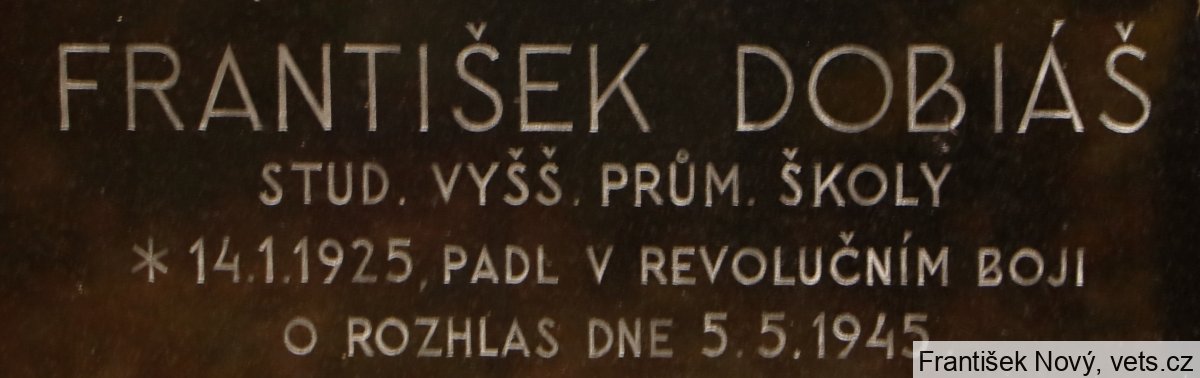 FRANTIŠEK DOBIÁŠ
STUD. VYŠŠ. PRŮM. ŠKOLY
* 14.1.1925, PADL V REVOLUČNÍM BOJI
O ROZHLAS DNE 5.5.1945
František Nový, vets.cz